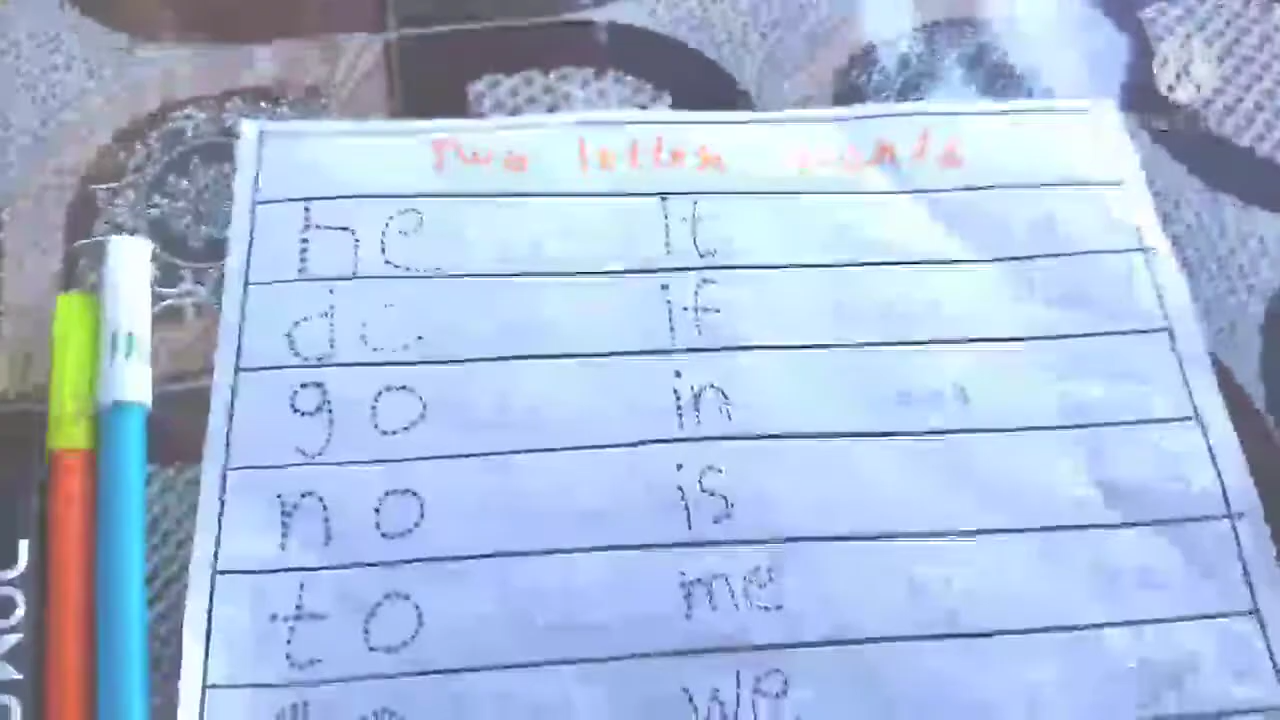 Two letter words
he It
do if
go in
no is
to me
we